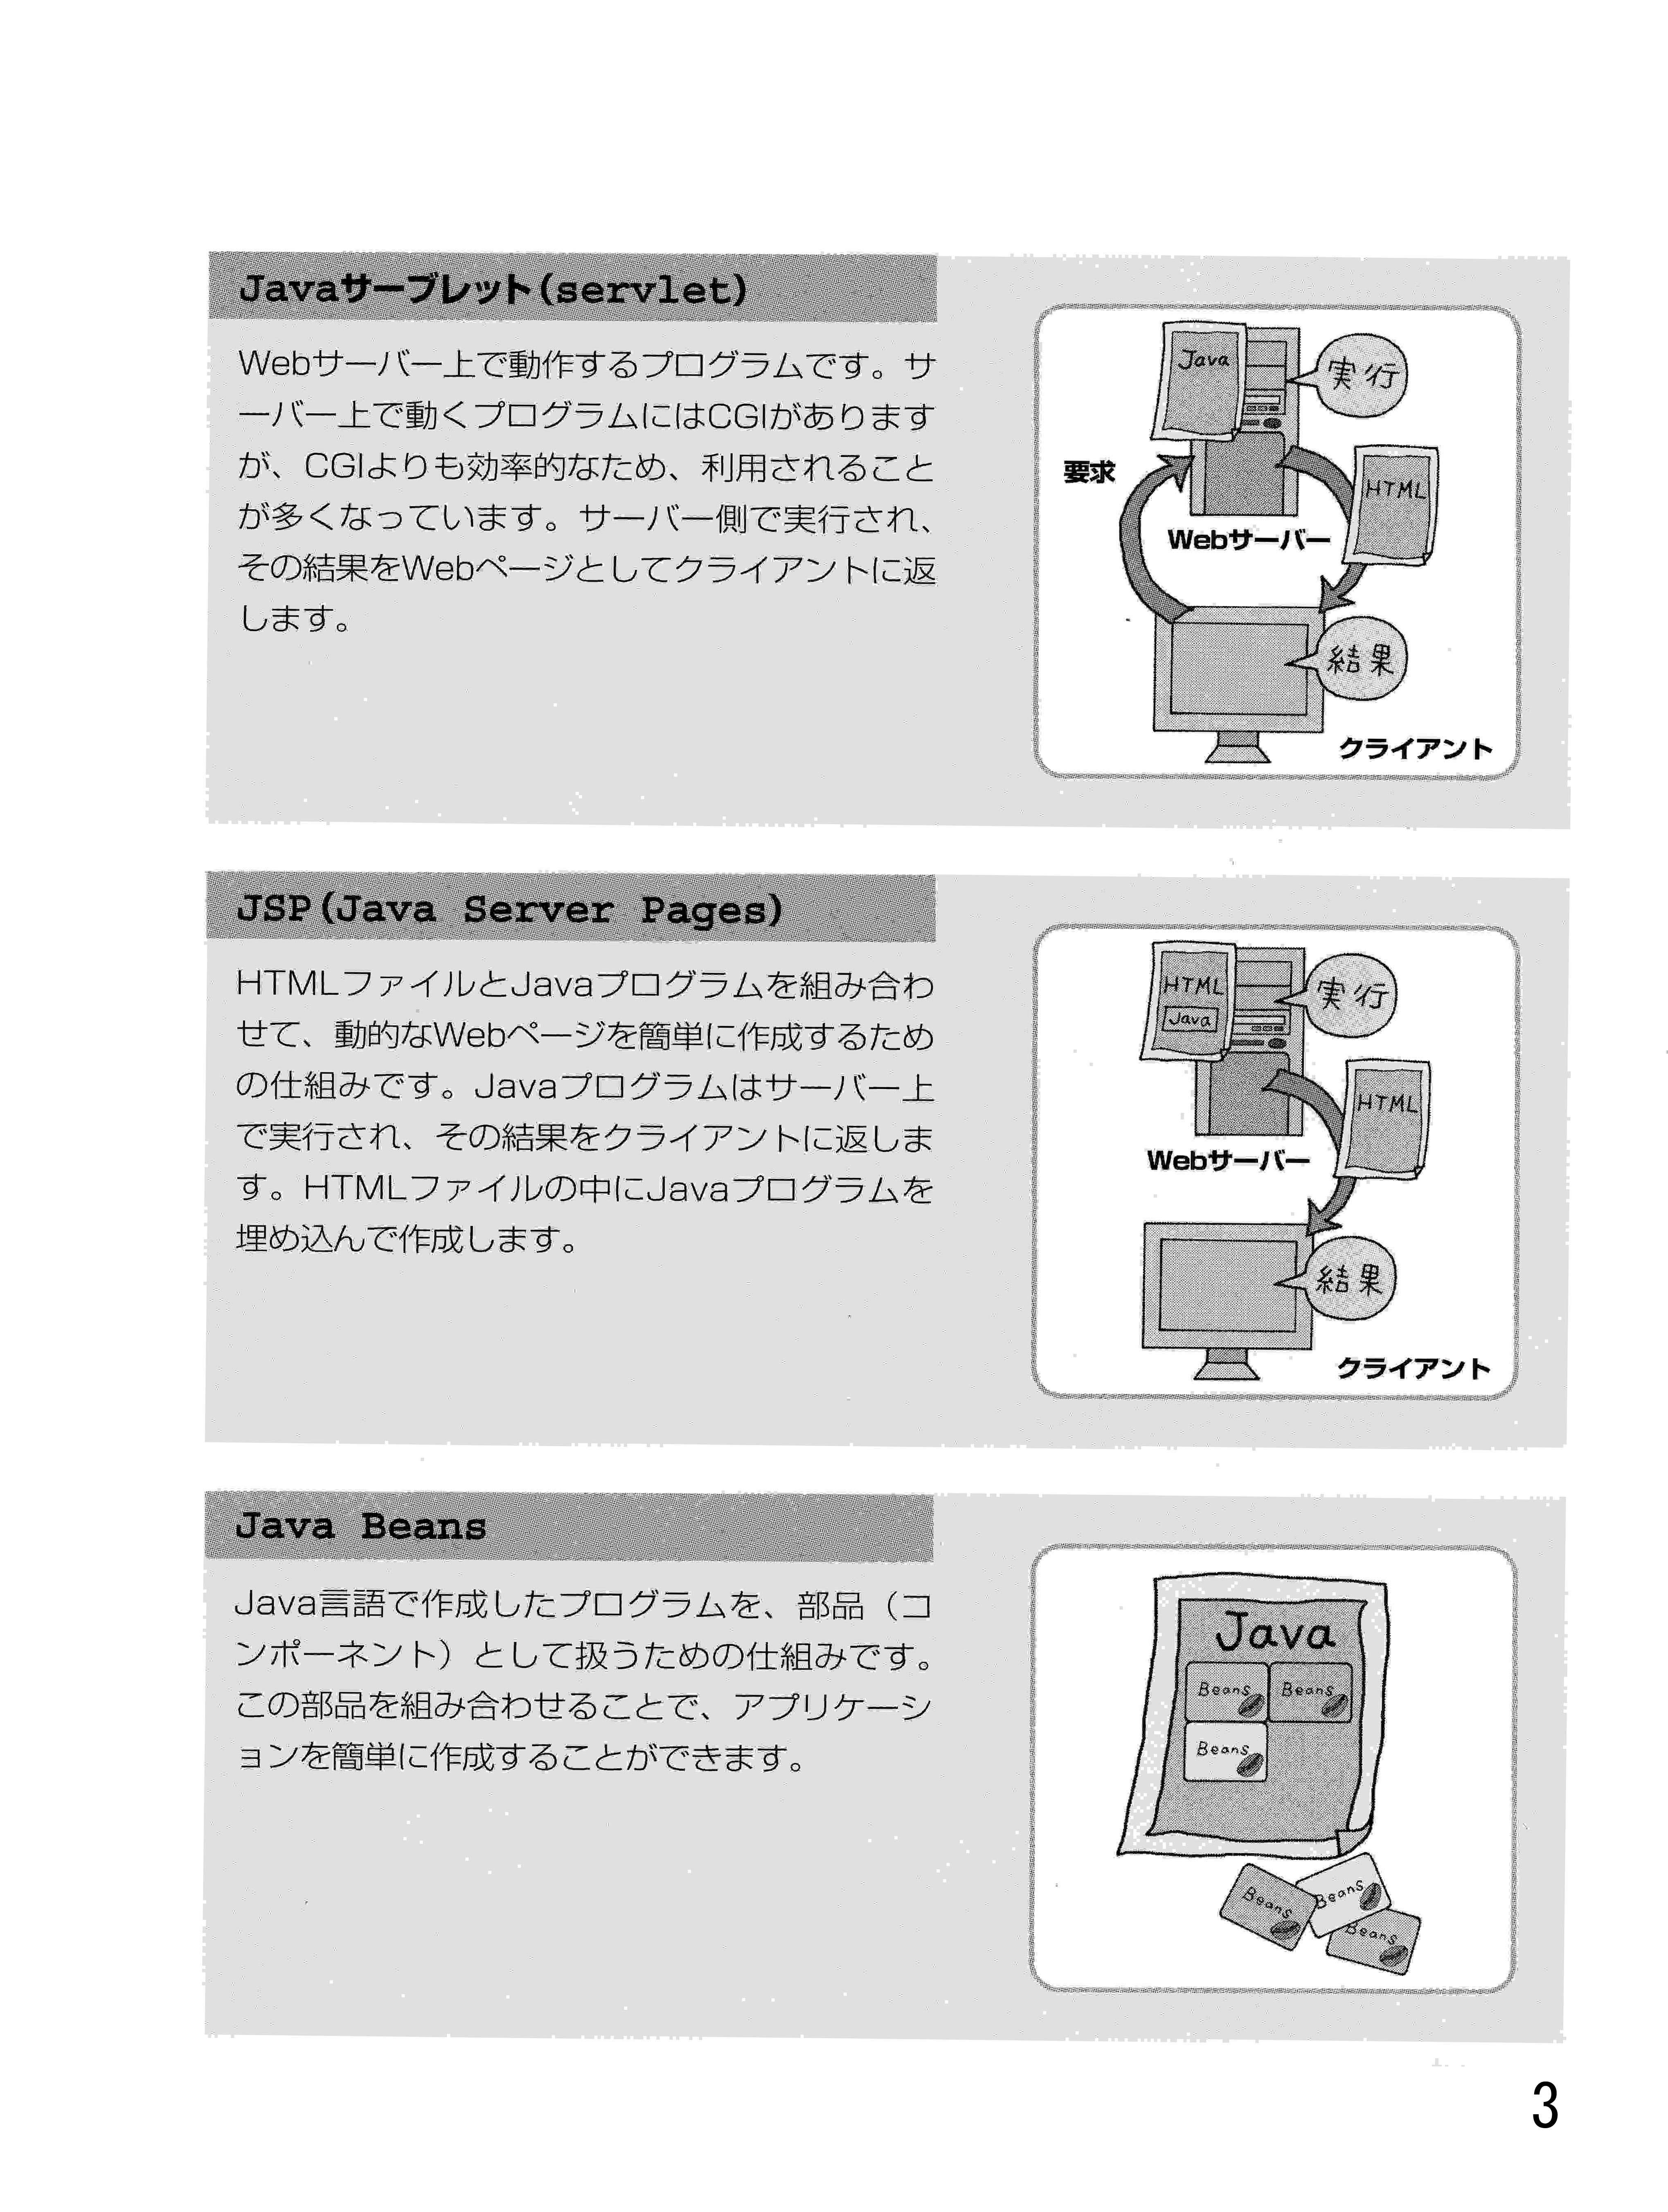 Javaサーブレット(servlet)
Webサーバー上で動作するプログラムです。サ
ーバー上で動くプログラムにはCGIがあります
が、CGIよりも効率的なため、利用されること
が多くなっています。サーバー側で実行され、
その結果をWebページとしてクライアントに返
します。
Java
実行
要求
HTML
Webサーバー
結果
クライアント
JSP(Java Server Pages)
HTMLファイルとJavaプログラムを組み合わ
せて、動的なWebページを簡単に作成するため
の仕組みです。Javaプログラムはサーバー上
で実行され、その結果をクライアントに返しま
す。HTMLファイルの中にJavaプログラムを
埋め込んで作成します。
HTML
Java
実行
HTML
Webサーバー
結果
クライアント
Java Beans
Java言語で作成したプログラムを、部品（コ
ンポーネント）として扱うための仕組みです。
この部品を組み合わせることで、アプリケーシ
ョンを簡単に作成することができます。
Java
Beans Beans
Beans
Beans
Beans
Beans
3